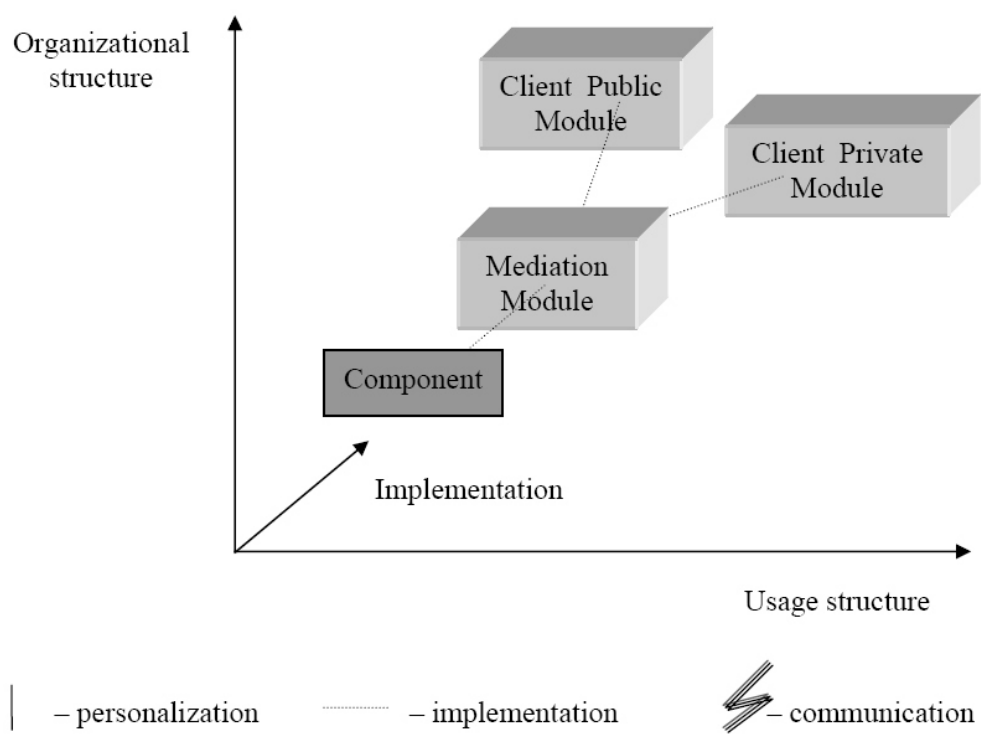 Organizational
structure
Client Public
Module
Client Private
Module
Mediation
Module
Component
Implementation
Usage structure
– personalization
– implementation
– communication